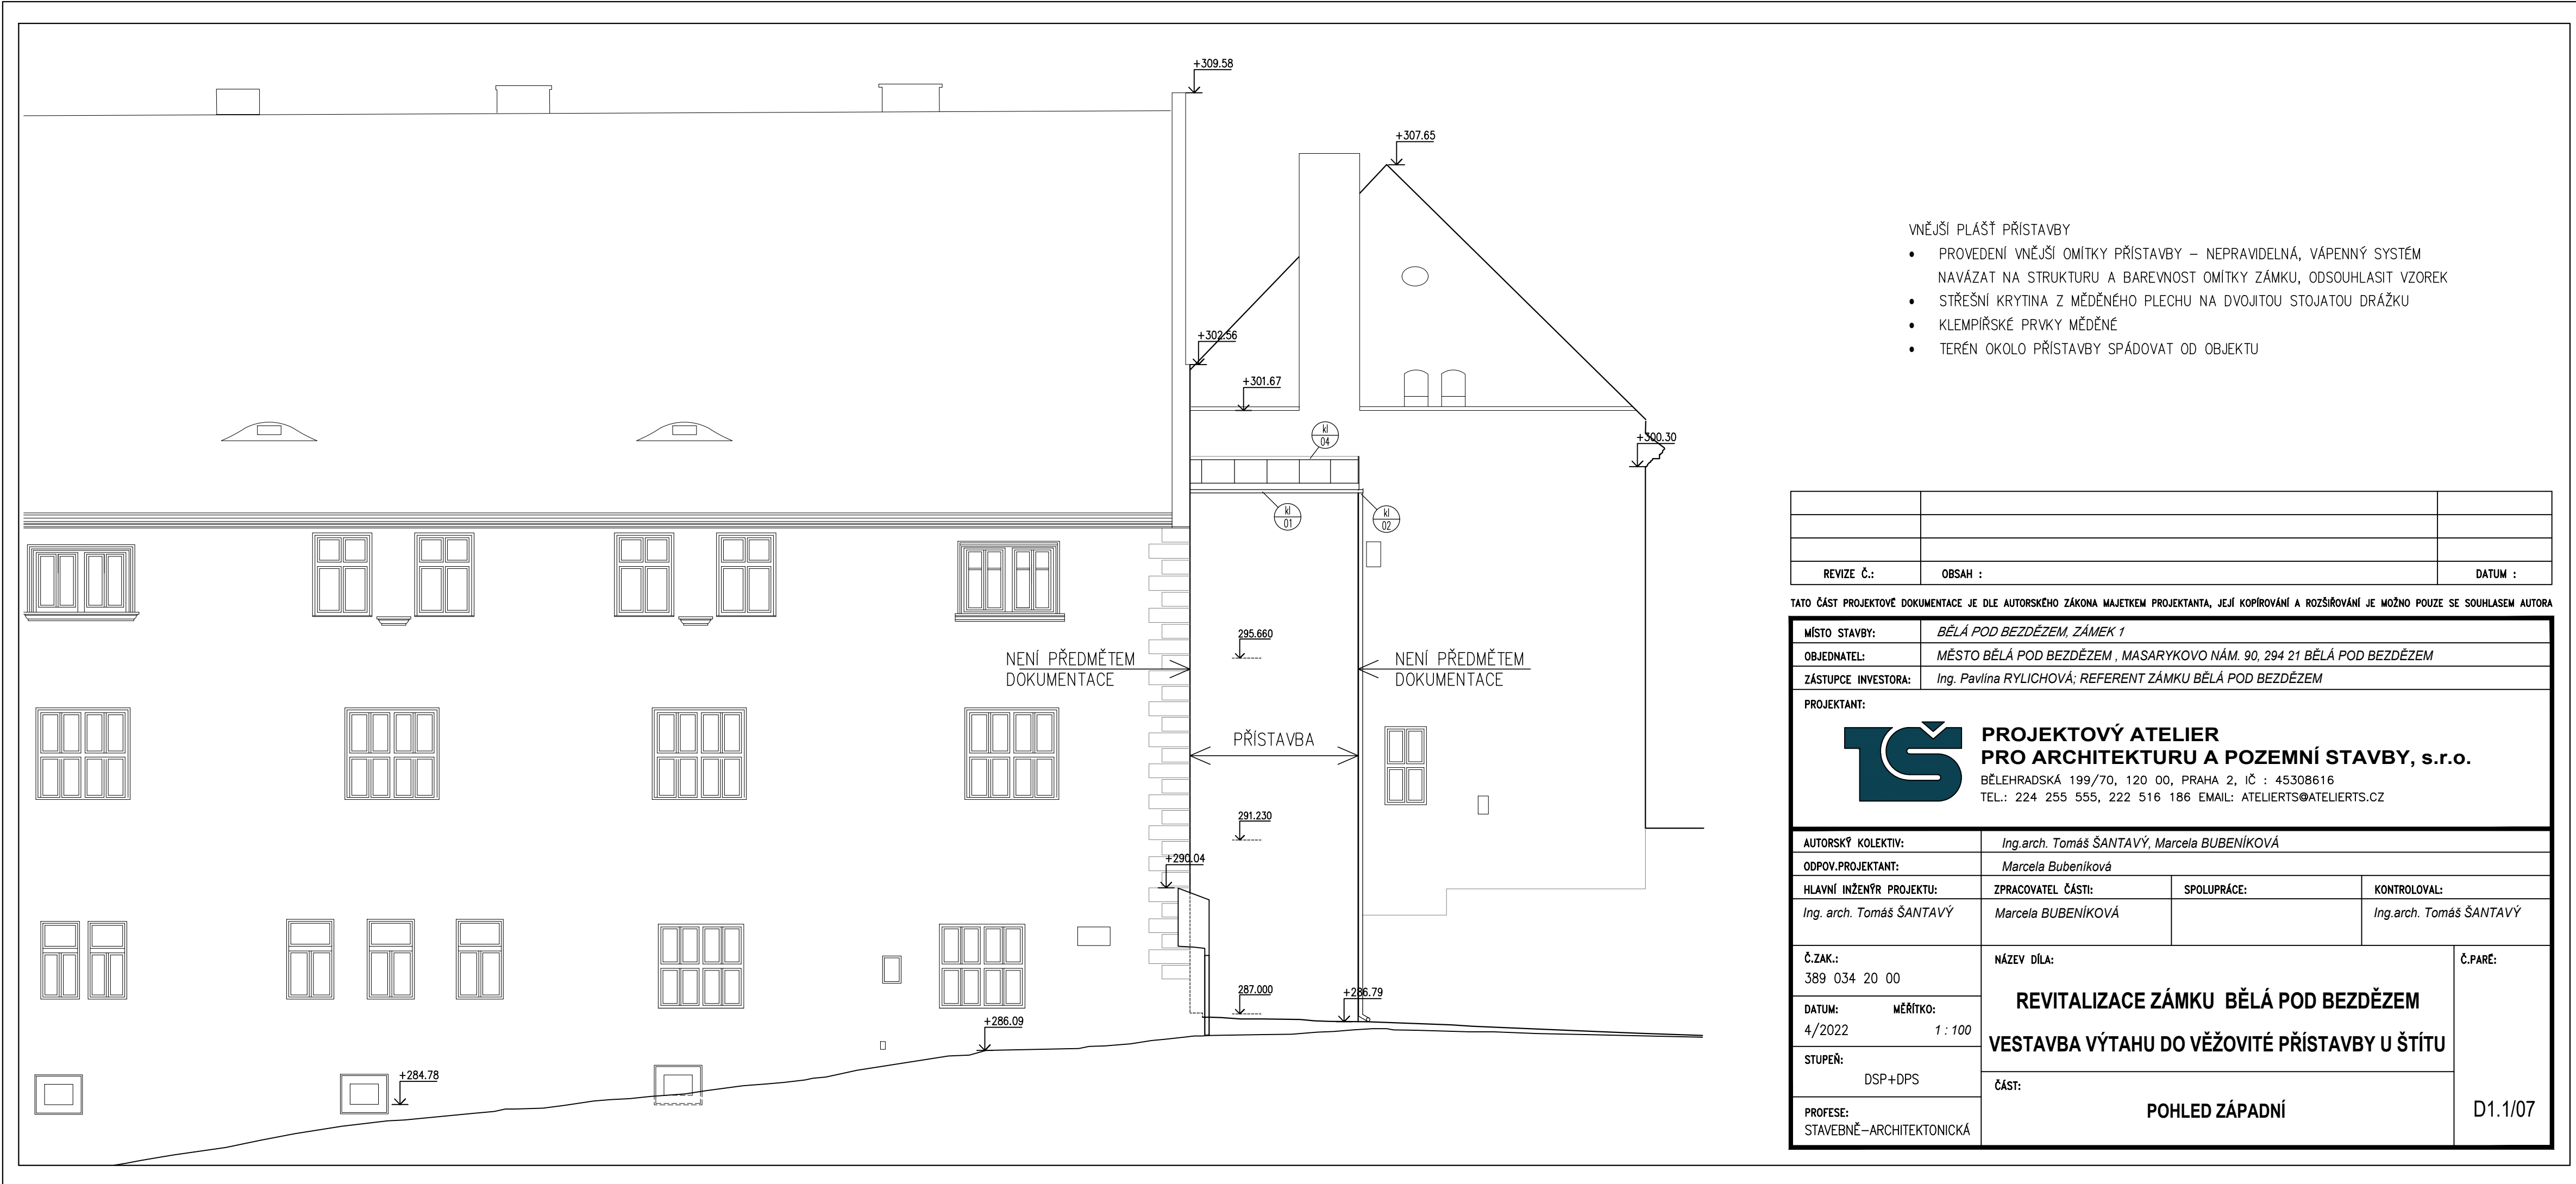 +309.58
+307.65
+302.56
+301.67
+300.30
kl
04
kl
01
kl
02
295.660
NENÍ PŘEDMĚTEM
DOKUMENTACE
NENÍ PŘEDMĚTEM
DOKUMENTACE
PŘÍSTAVBA
291.230
+290.04
287.000
+286.79
+286.09
+284.78
VNĚJŠÍ PLÁŠŤ PŘÍSTAVBY
• PROVEDENÍ VNĚJŠÍ OMÍTKY PŘÍSTAVBY – NEPRAVIDELNÁ, VÁPENNÝ SYSTÉM
NAVÁZAT NA STRUKTURU A BAREVNOST OMÍTKY ZÁMKU, ODSOUHLASIT VZOREK
• STŘEŠNÍ KRYTINA Z MĚDĚNÉHO PLECHU NA DVOJITOU STOJATOU DRÁŽKU
• KLEMPÍŘSKÉ PRVKY MĚDĚNÉ
• TERÉN OKOLO PŘÍSTAVBY SPÁDOVAT OD OBJEKTU
REVIZE Č.: OBSAH : DATUM :
TATO ČÁST PROJEKTOVÉ DOKUMENTACE JE DLE AUTORSKÉHO ZÁKONA MAJETKEM PROJEKTANTA, JEJÍ KOPÍROVÁNÍ A ROZŠIŘOVÁNÍ JE MOŽNO POUZE SE SOUHLASEM AUTORA
MÍSTO STAVBY: BĚLÁ POD BEZDĚZEM, ZÁMEK 1
OBJEDNATEL: MĚSTO BĚLÁ POD BEZDĚZEM , MASARYKOVO NÁM. 90, 294 21 BĚLÁ POD BEZDĚZEM
ZÁSTUPCE INVESTORA: Ing. Pavlína RYLICHOVÁ; REFERENT ZÁMKU BĚLÁ POD BEZDĚZEM
PROJEKTANT:
TŠ
PROJEKTOVÝ ATELIER
PRO ARCHITEKTURU A POZEMNÍ STAVBY, s.r.o.
BĚLEHRADSKÁ 199/70, 120 00, PRAHA 2, IČ : 45308616
TEL.: 224 255 555, 222 516 186 EMAIL: ATELIERTS@ATELIERTS.CZ
AUTORSKÝ KOLEKTIV: Ing.arch. Tomáš ŠANTAVÝ, Marcela BUBENÍKOVÁ
ODPOV.PROJEKTANT: Marcela Bubeníková
HLAVNÍ INŽENÝR PROJEKTU: ZPRACOVATEL ČÁSTI: SPOLUPRÁCE: KONTROLOVAL:
Ing. arch. Tomáš ŠANTAVÝ Marcela BUBENÍKOVÁ Ing.arch. Tomáš ŠANTAVÝ
Č.ZAK.: NÁZEV DÍLA: Č.PARÉ:
389 034 20 00
REVITALIZACE ZÁMKU BĚLÁ POD BEZDĚZEM
DATUM: MĚŘÍTKO:
4/2022 1 : 100
VESTAVBA VÝTAHU DO VĚŽOVITÉ PŘÍSTAVBY U ŠTÍTU
STUPEŇ:
DSP+DPS
ČÁST:
POHLED ZÁPADNÍ
D1.1/07
PROFESE:
STAVEBNĚ–ARCHITEKTONICKÁ